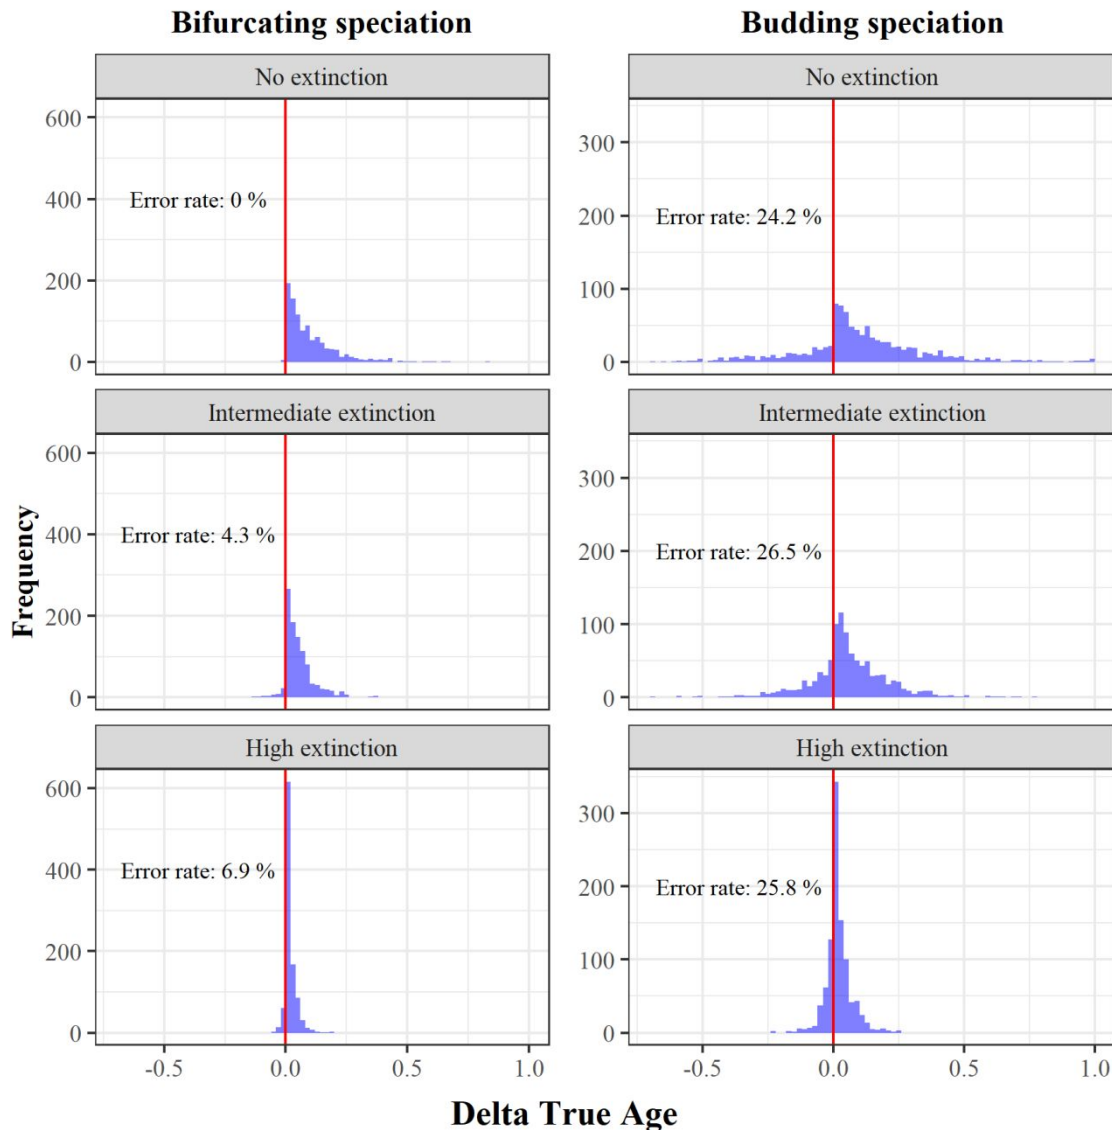 Bifurcating speciation
Budding speciation
No extinction
No extinction
600
400
200
0
Error rate: 0 %
300
200
100
0
Error rate: 24.2 %
Intermediate extinction
Intermediate extinction
Frequency
600
400
200
0
Error rate: 4.3 %
300
200
100
0
Error rate: 26.5 %
High extinction
High extinction
600
400
200
0
Error rate: 6.9 %
300
200
100
0
Error rate: 25.8 %
-0.5 0.0 0.5 1.0
-0.5 0.0 0.5 1.0
Delta True Age